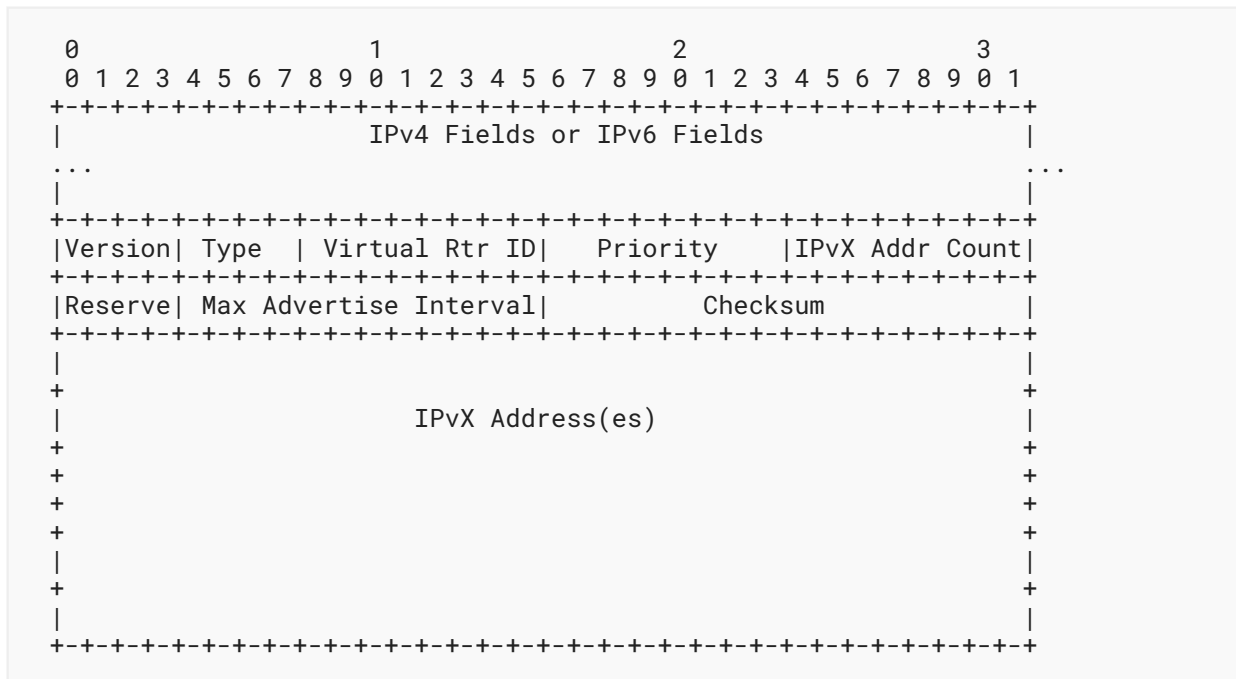 0                   1                   2                   3
 0 1 2 3 4 5 6 7 8 9 0 1 2 3 4 5 6 7 8 9 0 1 2 3 4 5 6 7 8 9 0 1
+-+-+-+-+-+-+-+-+-+-+-+-+-+-+-+-+-+-+-+-+-+-+-+-+-+-+-+-+-+-+-+-+
|                    IPv4 Fields or IPv6 Fields                 |
...                                                             ...
|                                                               |
+-+-+-+-+-+-+-+-+-+-+-+-+-+-+-+-+-+-+-+-+-+-+-+-+-+-+-+-+-+-+-+-+
|Version| Type  | Virtual Rtr ID|   Priority    |IPvX Addr Count|
+-+-+-+-+-+-+-+-+-+-+-+-+-+-+-+-+-+-+-+-+-+-+-+-+-+-+-+-+-+-+-+-+
|Reserve| Max Advertise Interval|          Checksum             |
+-+-+-+-+-+-+-+-+-+-+-+-+-+-+-+-+-+-+-+-+-+-+-+-+-+-+-+-+-+-+-+-+
|                                                               |
+                                                               +
|                       IPvX Address(es)                        |
+                                                               +
+                                                               +
+                                                               +
+                                                               +
|                                                               |
+                                                               +
|                                                               |
+-+-+-+-+-+-+-+-+-+-+-+-+-+-+-+-+-+-+-+-+-+-+-+-+-+-+-+-+-+-+-+-+